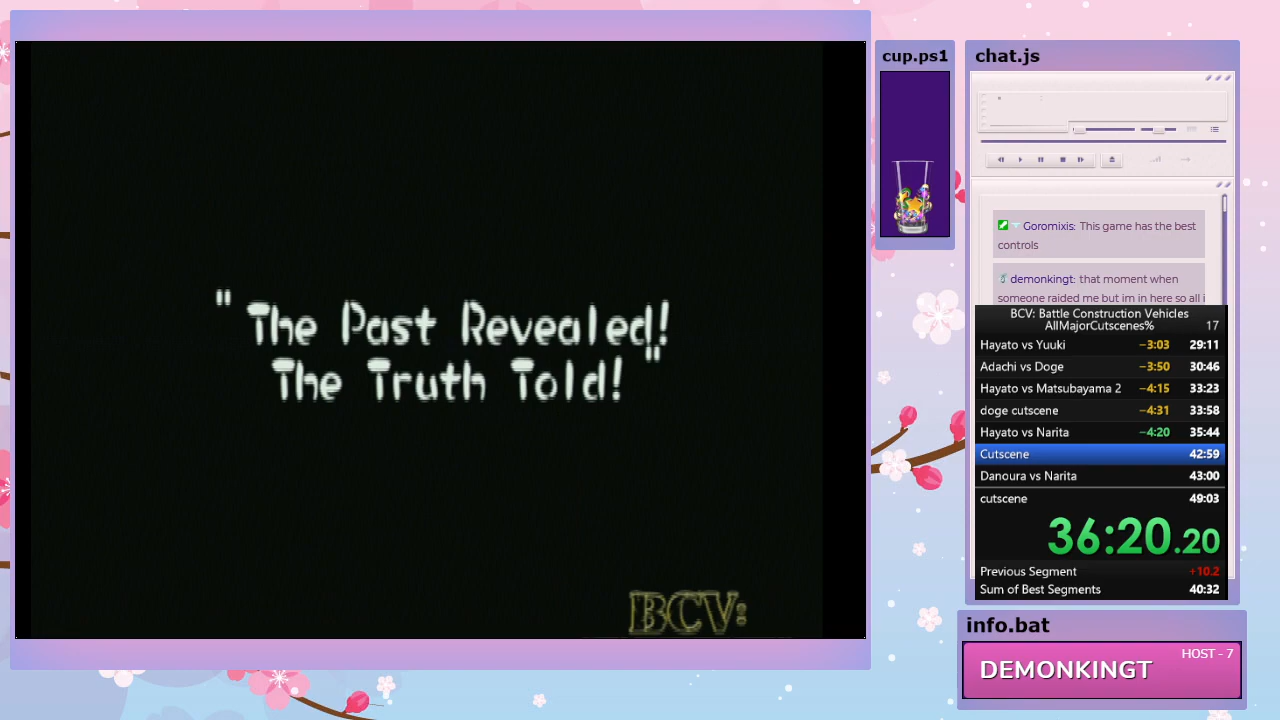 cup.ps1
chat.js
" The Past Revealed!
The Truth Told! "
BCV:
Goromixis: This game has the best
controls
demonkingt: that moment when
someone raided me but im in here so all i
BCV: Battle Construction Vehicles
AllMajorCutscenes% 17
Hayato vs Yuuki −3:03 29:11
Adachi vs Doge −3:50 30:46
Hayato vs Matsubayama 2 −4:15 33:23
doge cutscene −4:31 33:58
Hayato vs Narita −4:20 35:44
Cutscene 42:59
Danoura vs Narita 43:00
cutscene 49:03
36:20.20
Previous Segment +10.2
Sum of Best Segments 40:32
info.bat
HOST - 7
DEMONKINGT